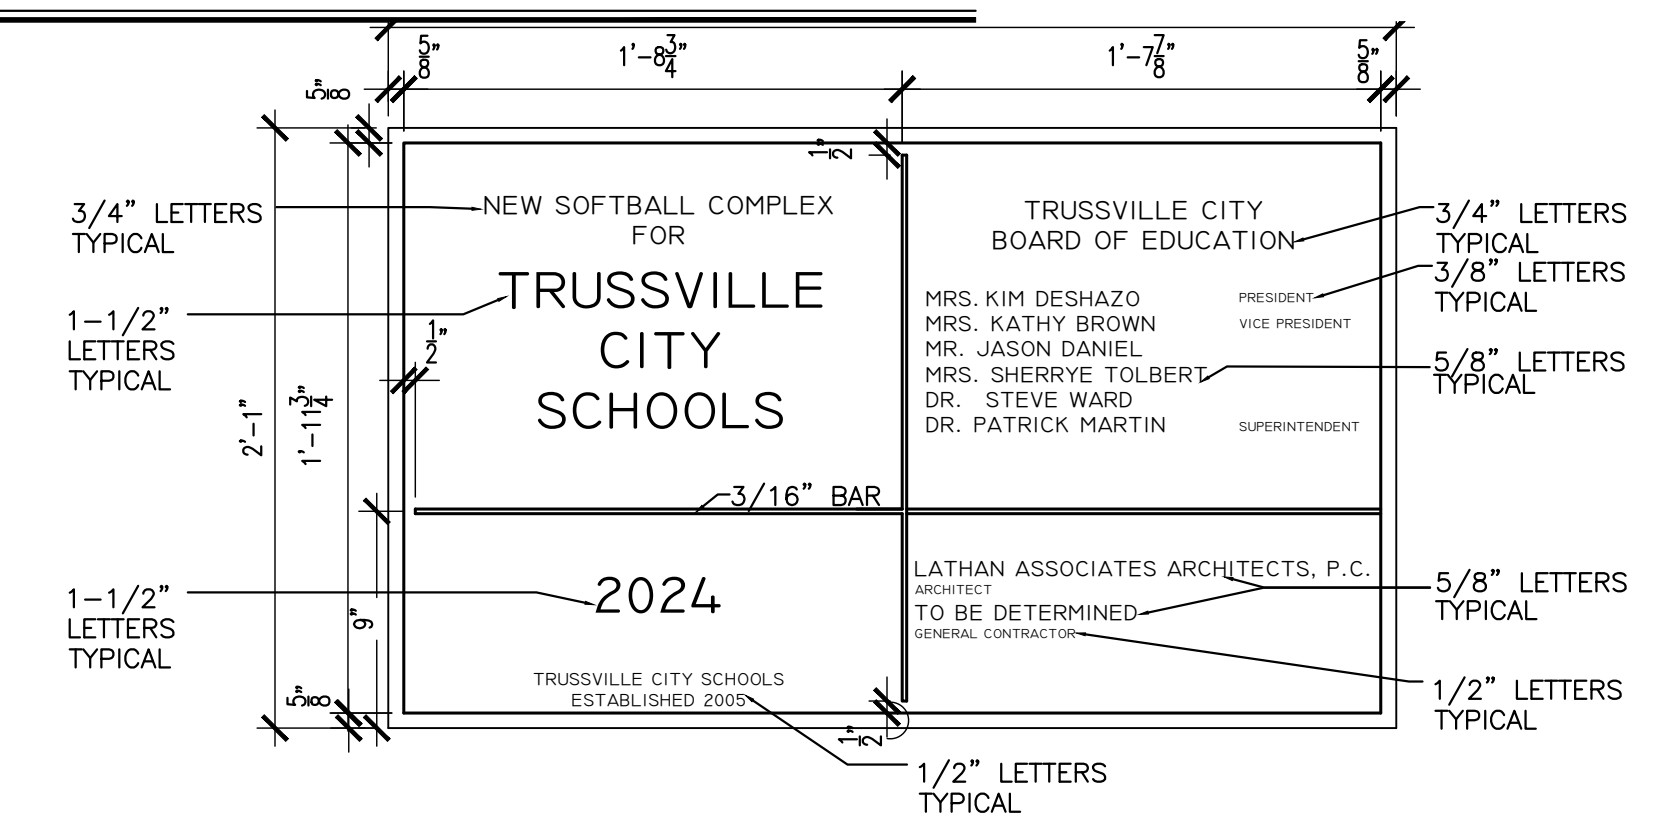 5/8"
1'-8 3/4"
1'-7 7/8"
5/8"
5/8"
1/2"
3/4" LETTERS
TYPICAL
NEW SOFTBALL COMPLEX
FOR
TRUSSVILLE
CITY
SCHOOLS
1-1/2"
LETTERS
TYPICAL
1/2"
2'-1"
1'-11 3/4"
3/16" BAR
TRUSSVILLE CITY
BOARD OF EDUCATION
MRS. KIM DESHAZO PRESIDENT
MRS. KATHY BROWN VICE PRESIDENT
MR. JASON DANIEL
MRS. SHERRYE TOLBERT
DR. STEVE WARD
DR. PATRICK MARTIN SUPERINTENDENT
3/4" LETTERS
TYPICAL
3/8" LETTERS
TYPICAL
5/8" LETTERS
TYPICAL
1-1/2"
LETTERS
TYPICAL
9"
5/8"
2024
TRUSSVILLE CITY SCHOOLS
ESTABLISHED 2005
1/2"
LATHAN ASSOCIATES ARCHITECTS, P.C.
ARCHITECT
TO BE DETERMINED
GENERAL CONTRACTOR
5/8" LETTERS
TYPICAL
1/2" LETTERS
TYPICAL
1/2" LETTERS
TYPICAL